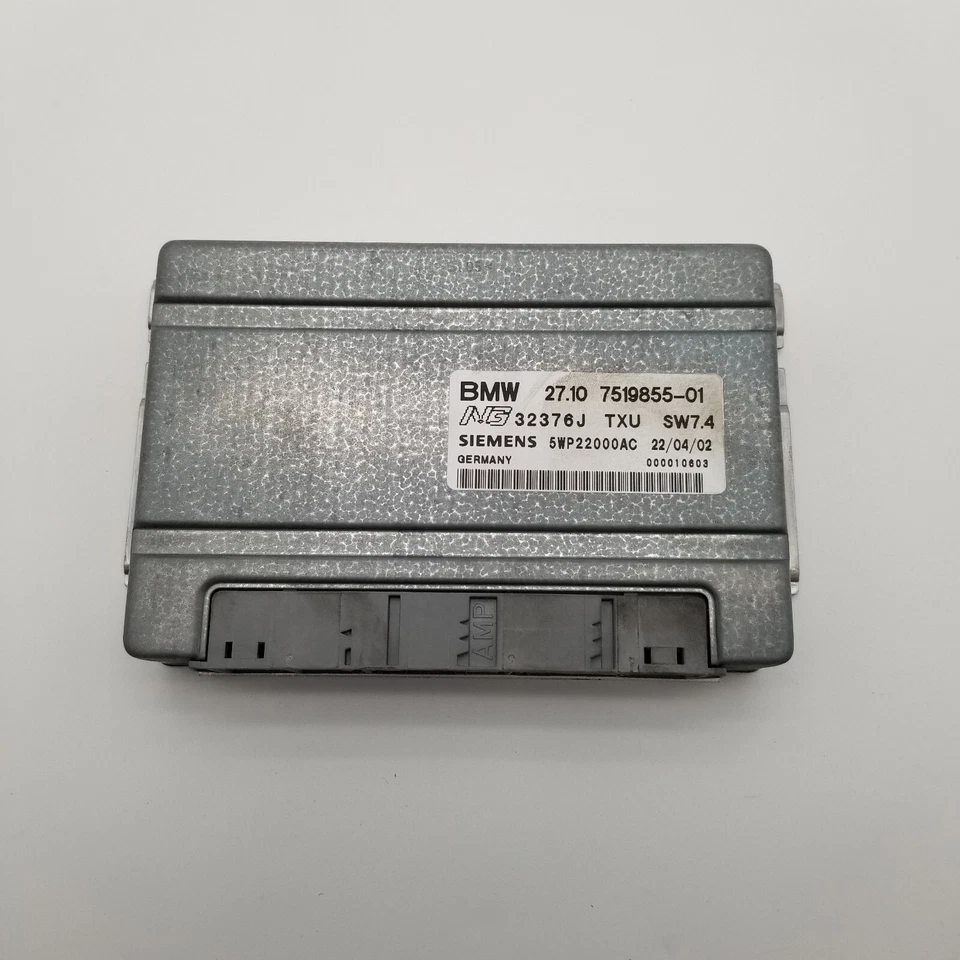 BMW 27.10 7519855-01
NG 32376J TXU SW7.4
SIEMENS 5WP22000AC 22/04/02
GERMANY 000010603
AMP